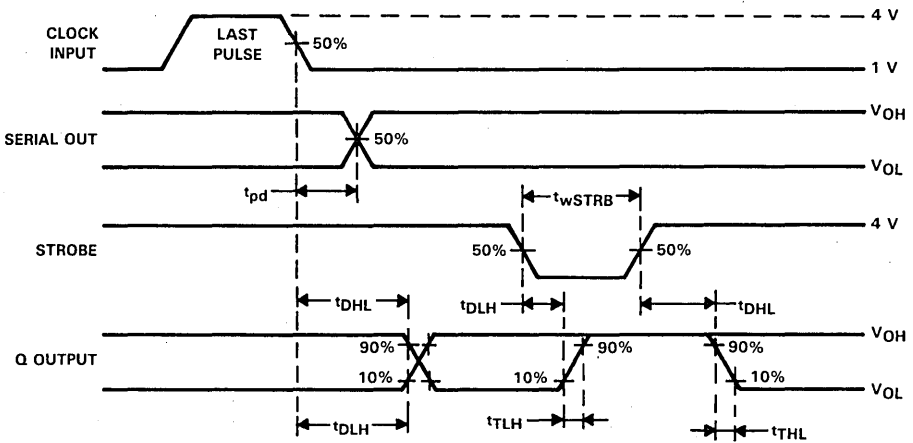 4 V
CLOCK INPUT
LAST PULSE
50%
1 V
VOH
SERIAL OUT
50%
VOL
tpd
twSTRB
4 V
STROBE
50%
50%
tDHL
tDLH
tDHL
VOH
90%
90%
90%
Q OUTPUT
10%
10%
10%
VOL
tDLH
tTLH
tTHL